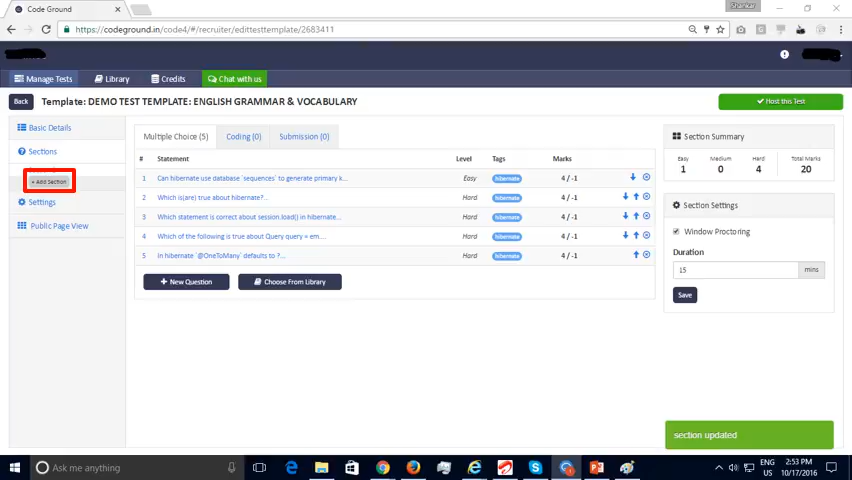 Shankar
Code Ground
https://codeground.in/code4/#/recruiter/edittesttemplate/2683411
Manage Tests Library Credits Chat with us
Back Template: DEMO TEST TEMPLATE: ENGLISH GRAMMAR & VOCABULARY Host this Test
Basic Details
Sections
+ Add Section
Settings
Public Page View
Multiple Choice (5) Coding (0) Submission (0)
# Statement Level Tags Marks
1 Can hibernate use database `sequences` to generate primary k... Easy hibernate 4 / -1
2 Which is(are) true about hibernate?... Hard hibernate 4 / -1
3 Which statement is correct about session.load() in hibernate... Hard hibernate 4 / -1
4 Which of the following is true about Query query = em.... Hard hibernate 4 / -1
5 In hibernate `@OneToMany` defaults to ?... Hard hibernate 4 / -1
+ New Question Choose From Library
Section Summary
Easy Medium Hard Total Marks
1 0 4 20
Section Settings
Window Proctoring
Duration
15 mins
Save
section updated
Ask me anything
ENG 2:53 PM
US 10/17/2016